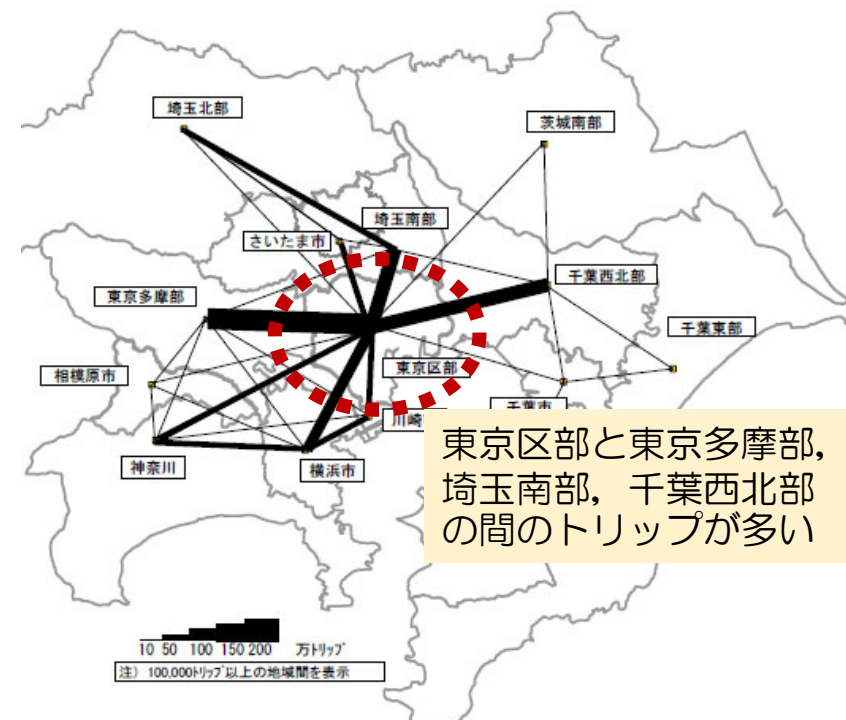 埼玉北部
茨城南部
埼玉南部
さいたま市
千葉西北部
東京多摩部
千葉東部
東京区部
相模原市
千葉市
川崎
神奈川
横浜市
東京区部と東京多摩部,
埼玉南部, 千葉西北部
の間のトリップが多い
10 50 100 150 200 万トリップ
注) 100,000トリップ以上の地域間を表示